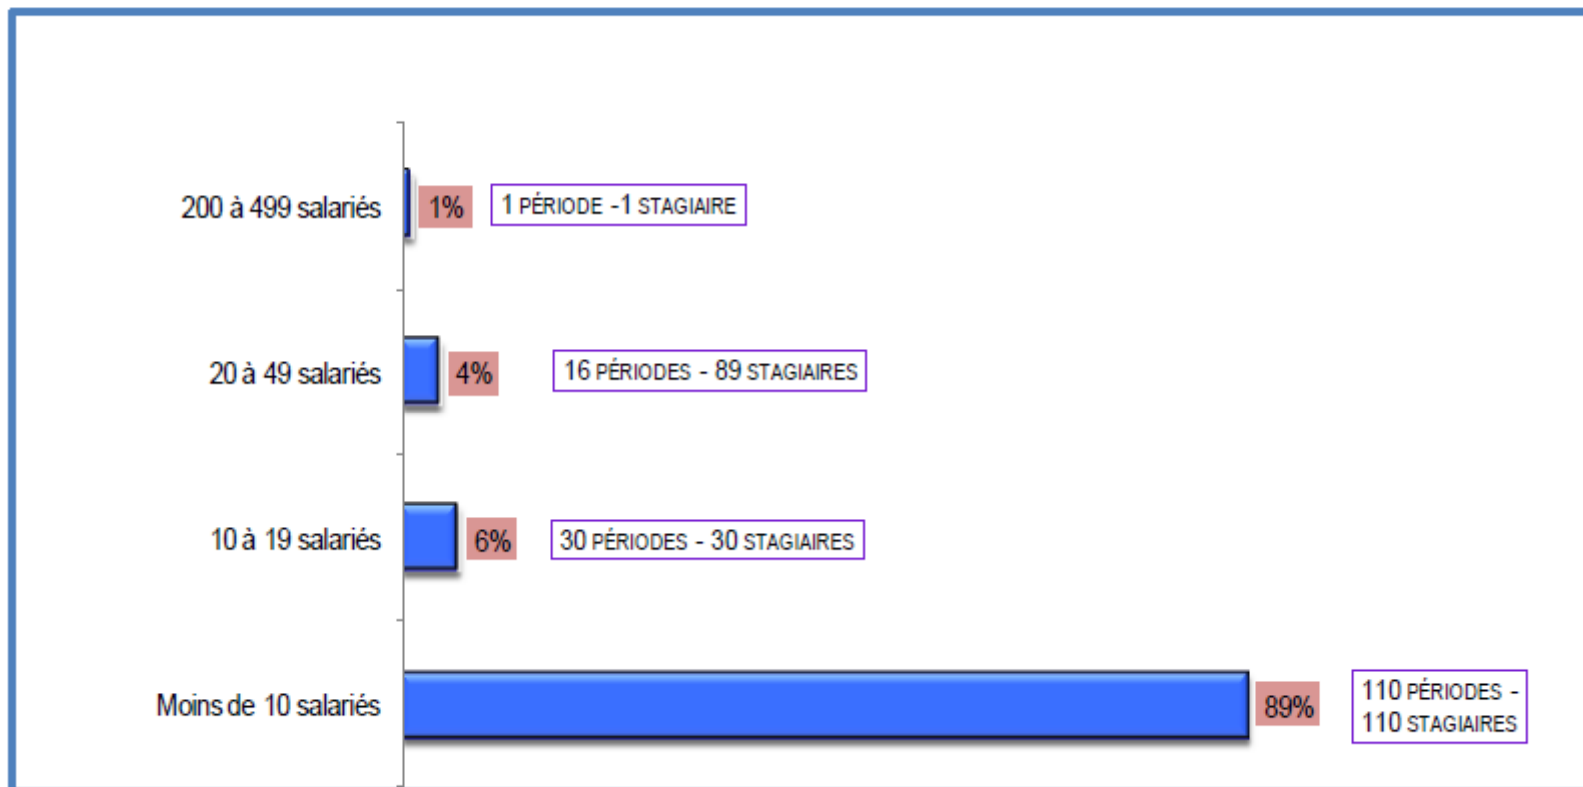 200 à 499 salariés 1% 1 PÉRIODE -1 STAGIAIRE
20 à 49 salariés 4% 16 PÉRIODES - 89 STAGIAIRES
10 à 19 salariés 6% 30 PÉRIODES - 30 STAGIAIRES
Moins de 10 salariés 89% 110 PÉRIODES -
110 STAGIAIRES